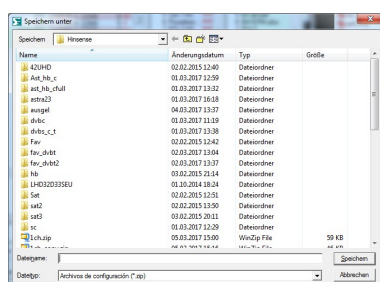 Speichern unter
Speichern Hinsense
Name Änderungsdatum Typ Größe
42UHD 02.02.2015 12:40 Dateiordner
Ast_hb_c 01.03.2017 12:59 Dateiordner
ast_hb_cfull 01.03.2017 13:32 Dateiordner
astra23 01.03.2017 16:18 Dateiordner
ausgel 04.03.2017 13:37 Dateiordner
dvbc 01.03.2017 11:19 Dateiordner
dvbs_c_t 01.03.2017 13:38 Dateiordner
Fav 02.02.2015 12:42 Dateiordner
fav_dvbt 03.02.2017 13:04 Dateiordner
fav_dvbt2 02.03.2017 13:37 Dateiordner
hb 03.02.2015 21:14 Dateiordner
LHD32D33SEU 01.10.2014 18:24 Dateiordner
Sat 02.02.2015 12:51 Dateiordner
sat2 02.02.2015 13:50 Dateiordner
sat3 03.02.2015 20:11 Dateiordner
sc 01.03.2017 12:29 Dateiordner
1ch.zip 05.03.2017 15:00 WinZip File 59 KB
Dateiname: Speichern
Dateityp: Archivos de configuración (*.zip) Abbrechen